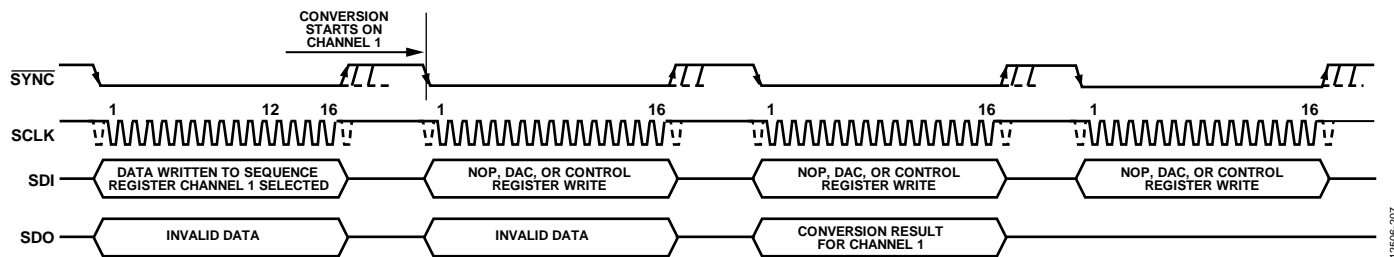 CONVERSION
STARTS ON
CHANNEL 1
SYNC
1 12 16 1 16 1 16 1 16
SCLK
SDI
DATA WRITTEN TO SEQUENCE
REGISTER CHANNEL 1 SELECTED
NOP, DAC, OR CONTROL
REGISTER WRITE
NOP, DAC, OR CONTROL
REGISTER WRITE
NOP, DAC, OR CONTROL
REGISTER WRITE
SDO
INVALID DATA
INVALID DATA
CONVERSION RESULT
FOR CHANNEL 1
12506-207